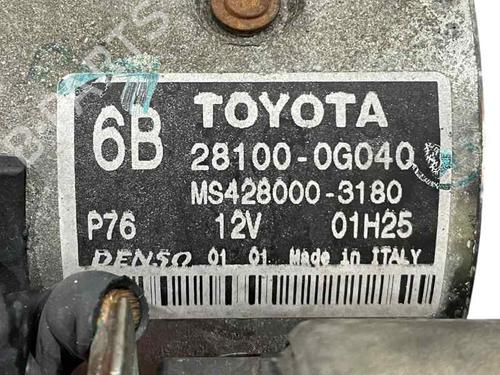 6B TOYOTA
28100-0G040
MS428000-3180
P76 12V 01H25
DENSO 01 01 Made in ITALY